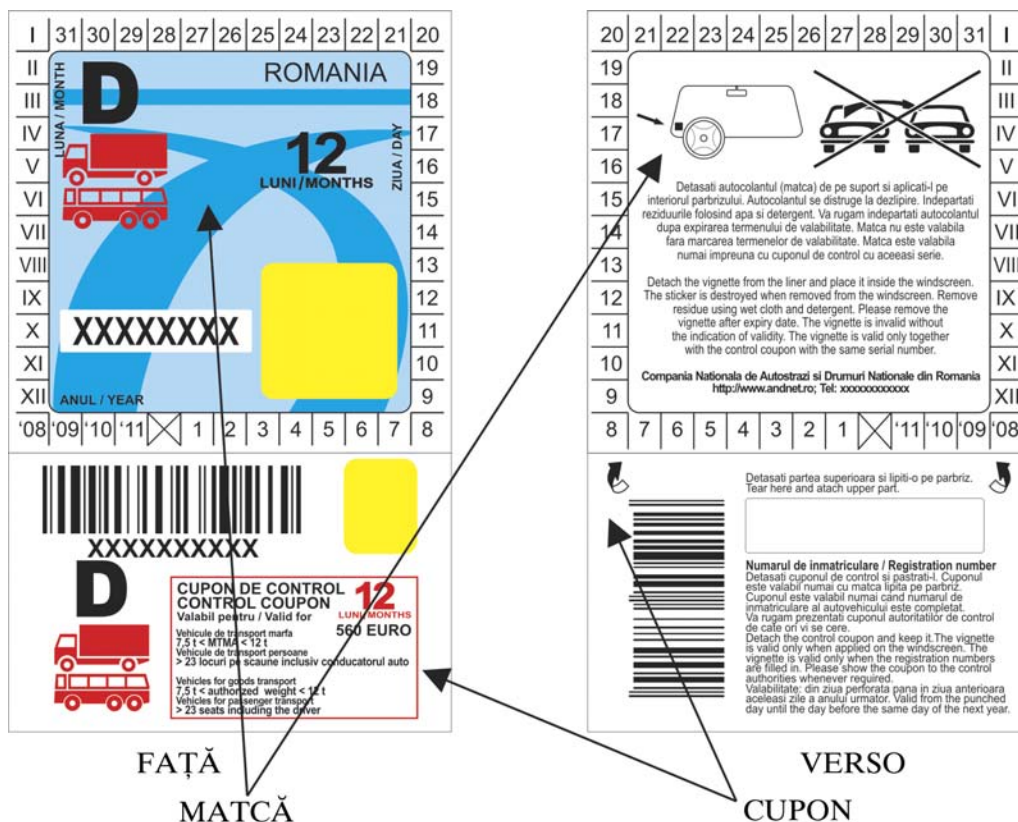 I 31 30 29 28 27 26 25 24 23 22 21 20
II 19
III 18
IV 17
V 16
VI 15
VII 14
VIII 13
IX 12
X 11
XI 10
XII 9
'08 '09 '10 '11 1 2 3 4 5 6 7 8
LUNA / MONTH
D
ROMANIA
12
LUNI/MONTHS
ZIUA / DAY
XXXXXXXX
ANUL / YEAR
XXXXXXXXXX
D
CUPON DE CONTROL
CONTROL COUPON
Valabil pentru / Valid for
12
LUNI/MONTHS
560 EURO
Vehicule de transport marfa
7,5 t < MTMA < 12 t
Vehicule de transport persoane
> 23 locuri pe scaune inclusiv conducatorul auto
Vehicles for goods transport
7,5 t < authorized weight < 12 t
Vehicles for passenger transport
> 23 seats including the driver
FAȚĂ
MATCĂ
20 21 22 23 24 25 26 27 28 29 30 31 I
19 II
18 III
17 IV
16 V
15 VI
14 VII
13 VIII
12 IX
11 X
10 XI
9 XII
8 7 6 5 4 3 2 1 '11 '10 '09 '08
Detasati autocolantul (matca) de pe suport si aplicati-l pe
interiorul parbrizului. Autocolantul se distruge la dezlipire. Indepartati
reziduurile folosind apa si detergent. Va rugam indepartati autocolantul
dupa expirarea termenului de valabilitate. Matca nu este valabila
fara marcarea termenelor de valabilitate. Matca este valabila
numai impreuna cu cuponul de control cu aceeasi serie.
Detach the vignette from the liner and place it inside the windscreen.
The sticker is destroyed when removed from the windscreen. Remove
residue using wet cloth and detergent. Please remove the
vignette after expiry date. The vignette is invalid without
the indication of validity. The vignette is valid only together
with the control coupon with the same serial number.
Compania Nationala de Autostrazi si Drumuri Nationale din Romania
http://www.andnet.ro; Tel: xxxxxxxxxxxx
Detasati partea superioara si lipiti-o pe parbriz.
Tear here and atach upper part.
Numarul de inmatriculare / Registration number
Detasati cuponul de control si pastrati-l. Cuponul
este valabil numai cu matca lipita pe parbriz.
Cuponul este valabil numai cand numarul de
inmatriculare al autovehicului este completat.
Va rugam prezentati cuponul autoritatilor de control
de cate ori vi se cere.
Detach the control coupon and keep it.The vignette
is valid only when applied on the windscreen. The
vignette is valid only when the registration numbers
are filled in. Please show the coupon to the control
authorities whenever required.
Valabilitate: din ziua perforata pana in ziua anterioara
aceleasi zile a anului urmator. Valid from the punched
day until the day before the same day of the next year.
VERSO
CUPON